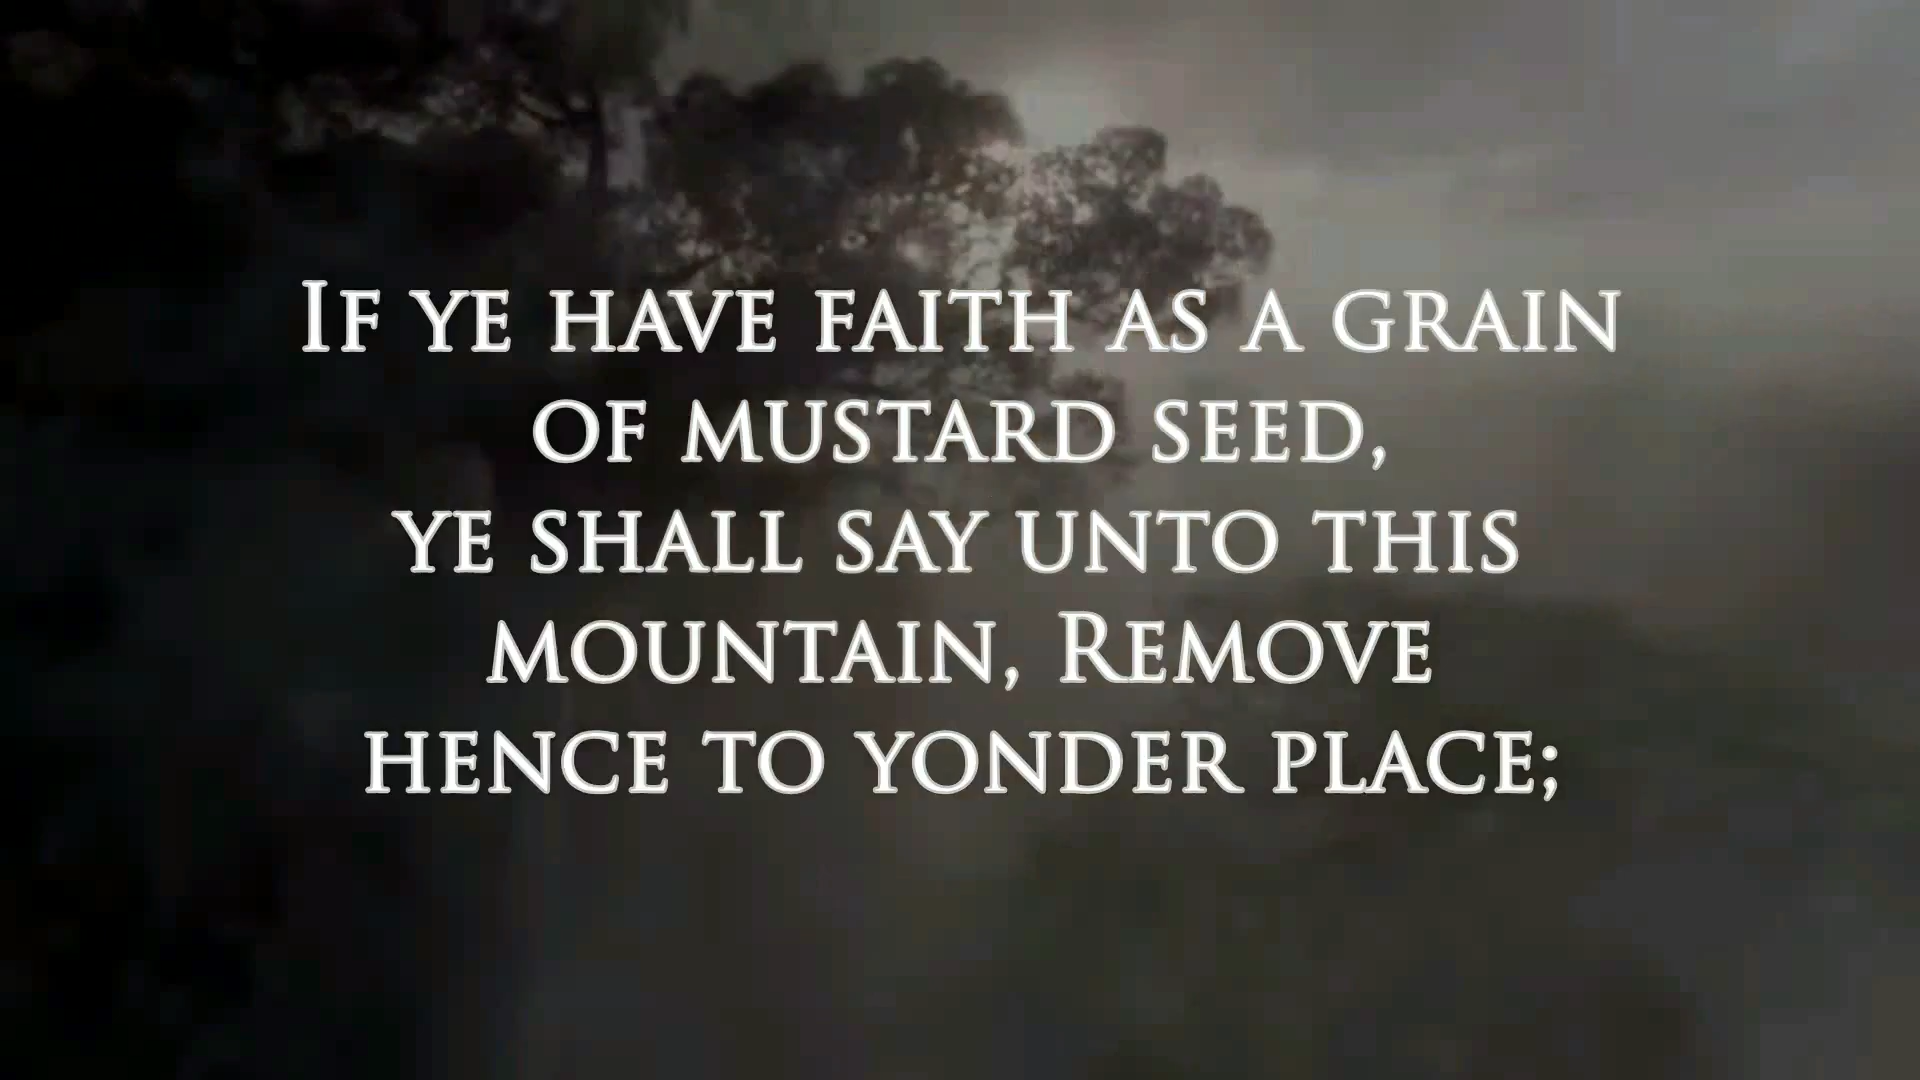 If ye have faith as a grain
of mustard seed,
ye shall say unto this
mountain, Remove
hence to yonder place;